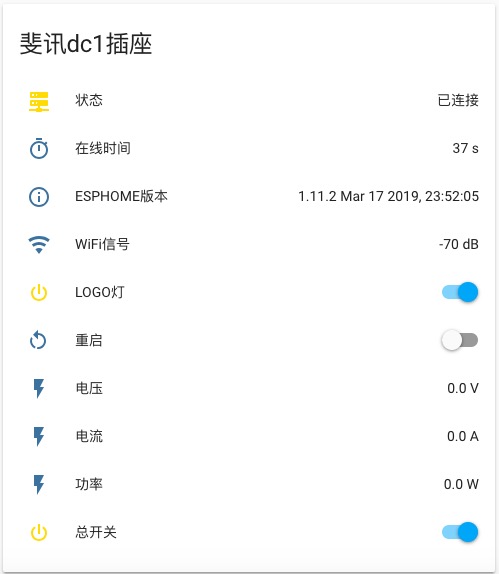 斐讯dc1插座
状态 已连接
在线时间 37 s
ESPHOME版本 1.11.2 Mar 17 2019, 23:52:05
WiFi信号 -70 dB
LOGO灯
重启
电压 0.0 V
电流 0.0 A
功率 0.0 W
总开关